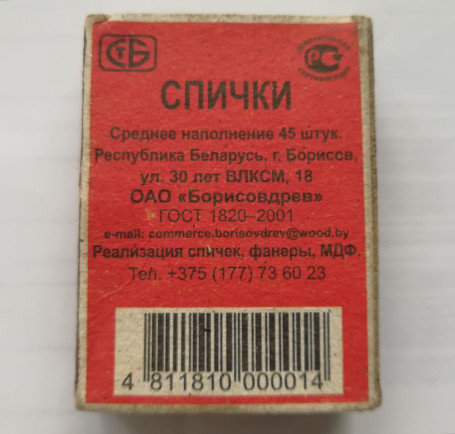 СТБ
РСТ
СПИЧКИ
Среднее наполнение 45 штук.
Республика Беларусь, г. Борисов,
ул. 30 лет ВЛКСМ, 18
ОАО «Борисовдрев»
ГОСТ 1820–2001
e-mail: commerce.borisovdrev@wood.by
Реализация спичек, фанеры, МДФ.
Тел. +375 (177) 73 60 23
4 811810 000014